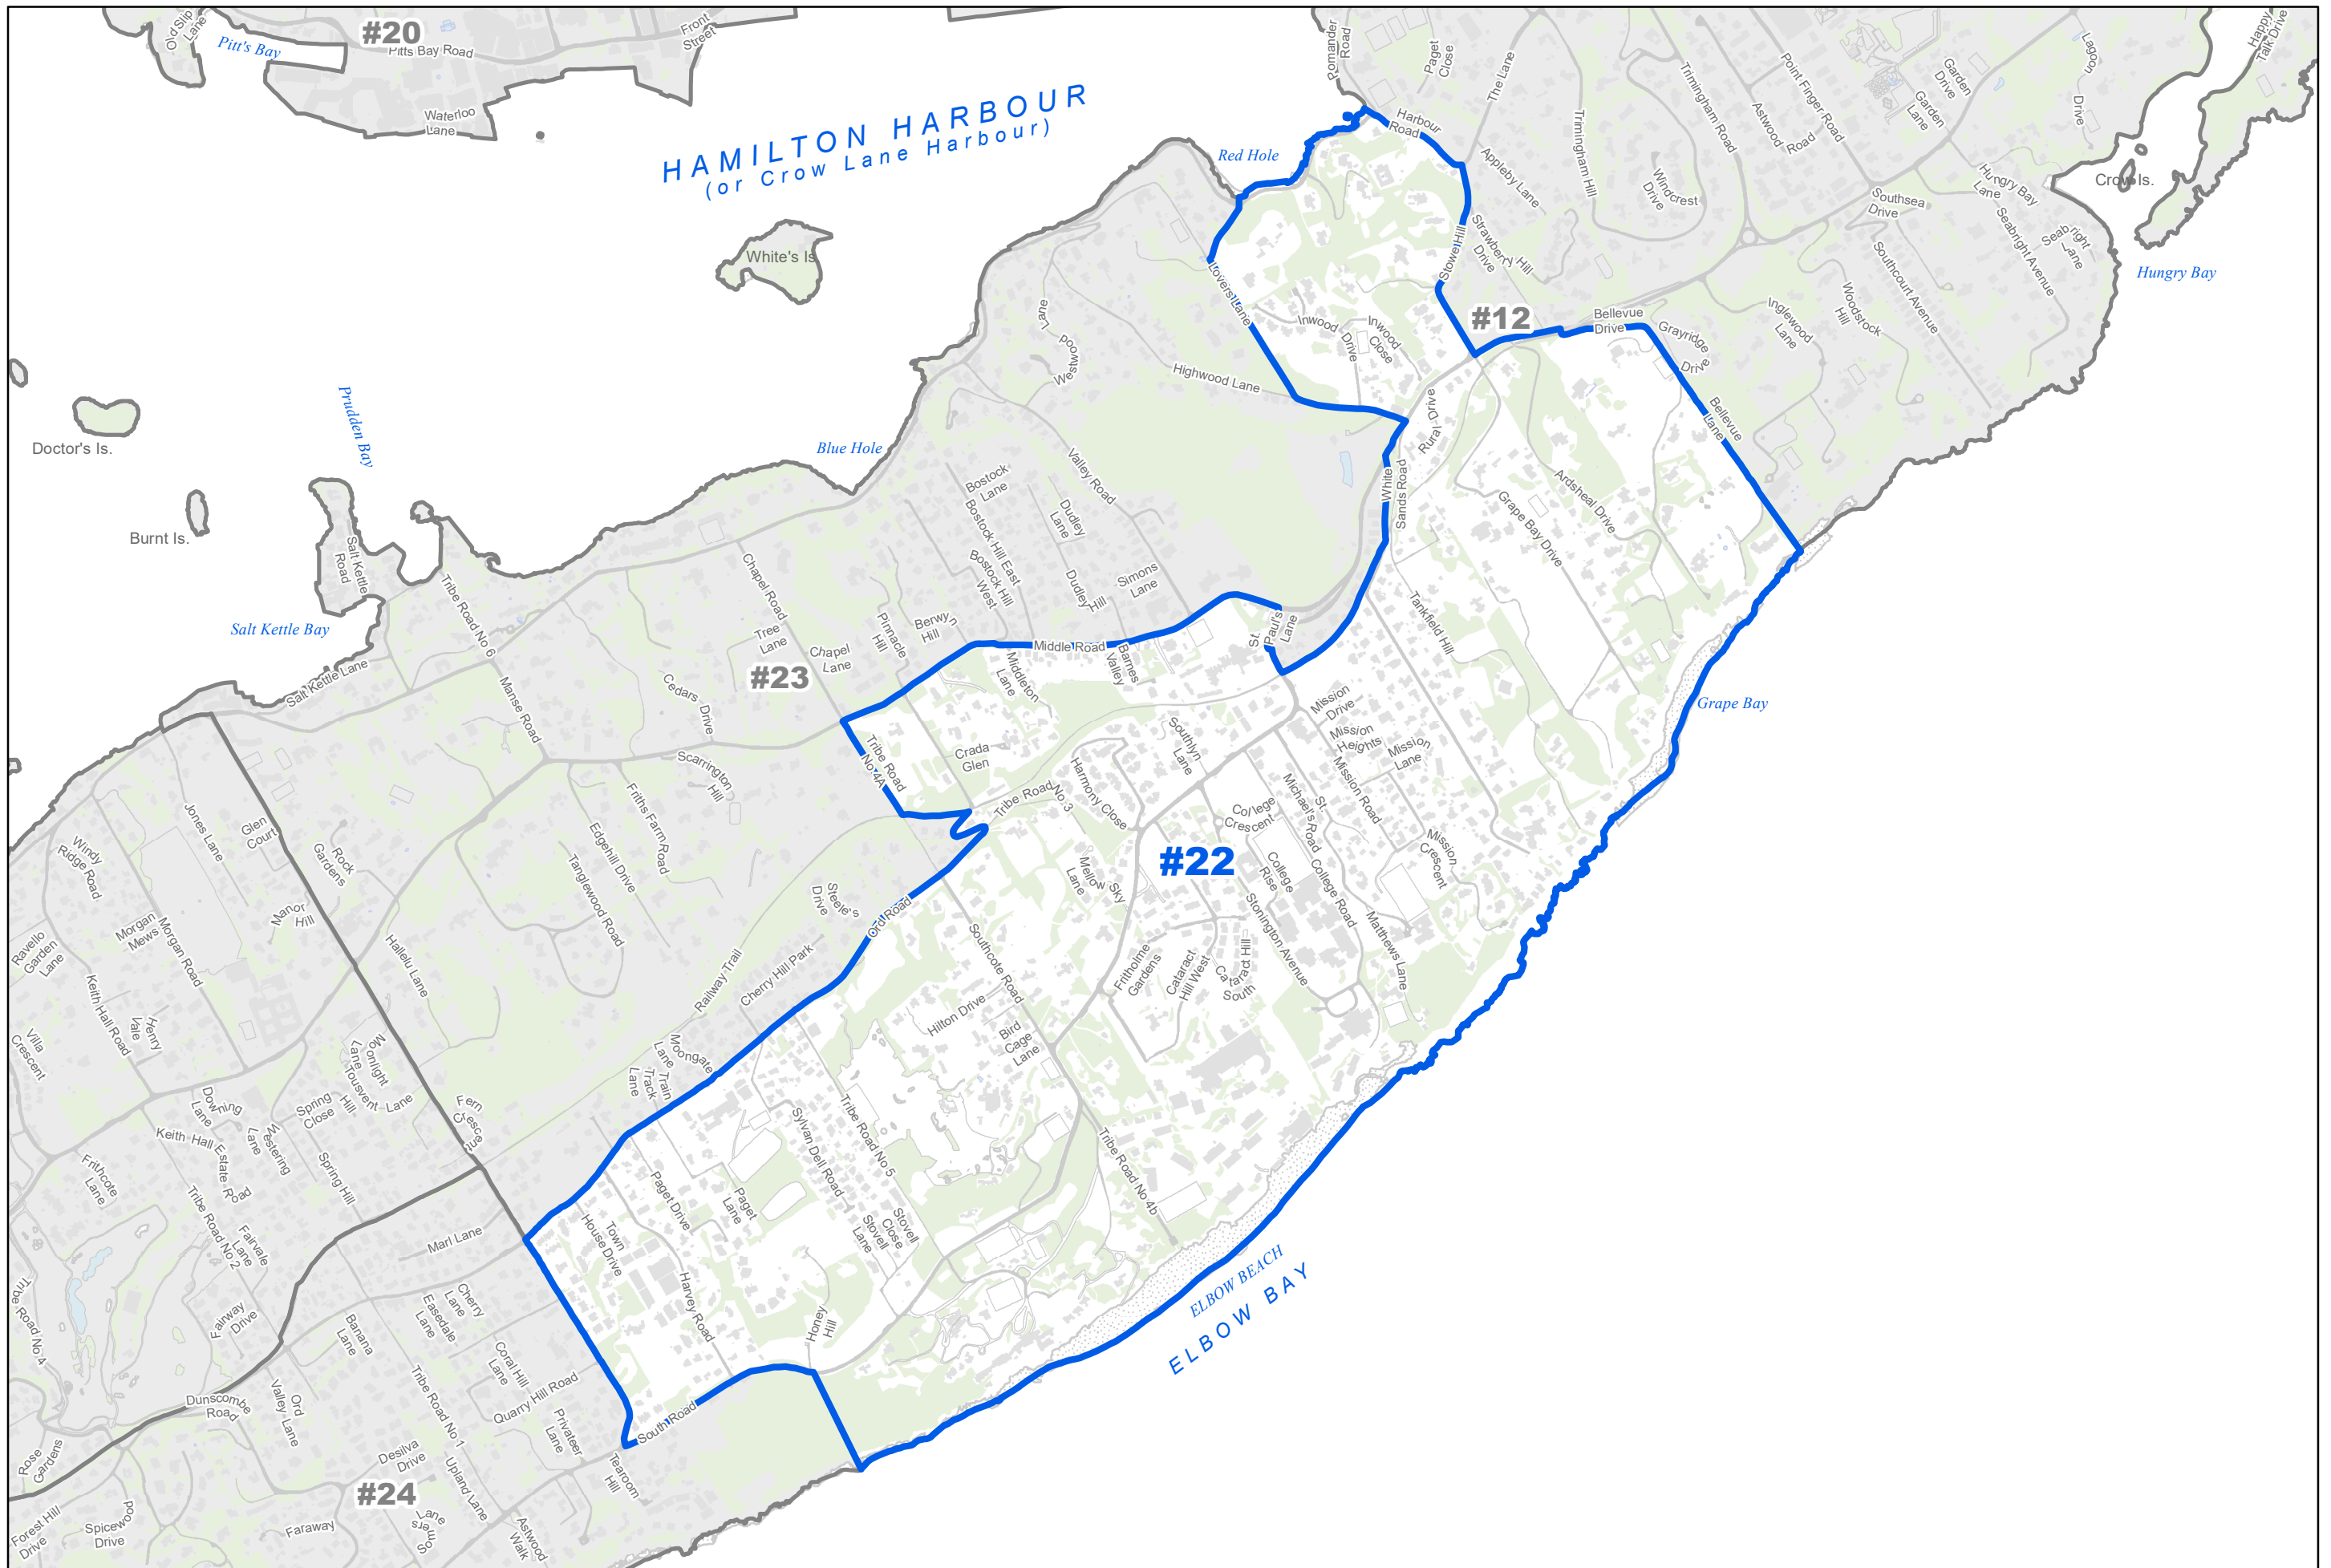 #20
Old Slip
Lane
Pitt's Bay
Pitts Bay Road
Front
Street
Waterloo
Lane
HAMILTON HARBOUR
(or Crow Lane Harbour)
Red Hole
White's Is
Pomander
Road
Paget
Close
The Lane
Harbour
Road
Appleby Lane
Trimingham Hill
Trimingham Road
Windcrest
Drive
Astwood
Road
Point Finger Road
Garden
Drive
Garden
Lane
Lagoon
Drive
Happy
Talk Drive
Hungry Bay
Lane
Crow Is.
Southsea
Drive
Seabright Avenue
Seabright
Lane
Southcourt Avenue
Hungry Bay
Woodstock
Hill
Inglewood
Lane
Strawberry Hill
Drive
Stowe Hill
#12
Bellevue
Drive
Grayridge
Drive
Bellevue
Lane
Lovers Lane
Inwood
Drive
Inwood
Close
Highwood Lane
Westwood
Lane
Rural Drive
White
Sands Road
Ardsheal Drive
Grape Bay Drive
Tankfield Hill
Grape Bay
Doctor's Is.
Burnt Is.
Prudden Bay
Blue Hole
Salt Kettle
Road
Salt Kettle Bay
Salt Kettle Lane
Tribe Road No 6
Manse Road
Chapel Road
Tree
Lane
Chapel
Lane
Pinnacle
Hill
Berwyn
Hill
Bostock
Lane
Bostock Hill East
Bostock Hill
West
Dudley
Lane
Dudley
Hill
Simons
Lane
Valley Road
Middle Road
St.
Paul's
Lane
Barnes
Valley
Middleton
Lane
#23
Cedars Drive
Scarrington
Hill
Friths Farm Road
Edgehill Drive
Tanglewood Road
Tribe Road
No 4A
Crada
Glen
Tribe Road
No 3
Harmony Close
Southlyn
Lane
Mission
Drive
Mission
Heights
Mission
Lane
Mission Road
Mission
Crescent
St.
Michael's Road
College
Crescent
College
Rise
College Road
#22
Mellow
Lane
Sky
Stonington Avenue
Matthews Lane
Fritholme
Gardens
Cataract
Hill West
Cataract Hill
South
Steele's
Drive
Ord Road
Southcote Road
Hilton Drive
Bird
Cage
Lane
Railway Trail
Cherry Hill Park
Moongate
Lane
Train
Track
Lane
Jones Lane
Glen
Court
Rock
Gardens
Manor
Hill
Windy
Ridge Road
Morgan
Mews
Morgan Road
Ravello
Garden
Lane
Keith Hall Road
Henry
Vale
Villa
Crescent
Hallelu Lane
Moonlight
Lane
Tousvent Lane
Hill
Spring
Close
Downing
Lane
Westering
Lane
Keith Hall Estate
Road
Spring Hill
Fern
Crescent
Frithcote
Lane
Tribe Road No 2
Fairvale
Lane
Marl Lane
Fairway
Drive
Tribe Road No 4
Banana
Lane
Easedale
Lane
Cherry
Lane
Coral Hill
Lane
Quarry Hill Road
Privateer
Lane
Tribe Road No 1
Dunscombe
Road
Ord
Valley Lane
Desilva
Drive
Upland Lane
Rose
Gardens
#24
Forest Hill
Drive
Spicewood
Drive
Faraway
Somers
Lane
Astwood
Walk
Tearoom
Hill
South Road
Town
House Drive
Paget Drive
Paget
Lane
Harvey Road
Sylvan Dell Road
Tribe Road No 5
Stovell
Close
Stovell
Lane
Honey
Hill
Tribe Road No 4b
ELBOW BEACH
ELBOW BAY